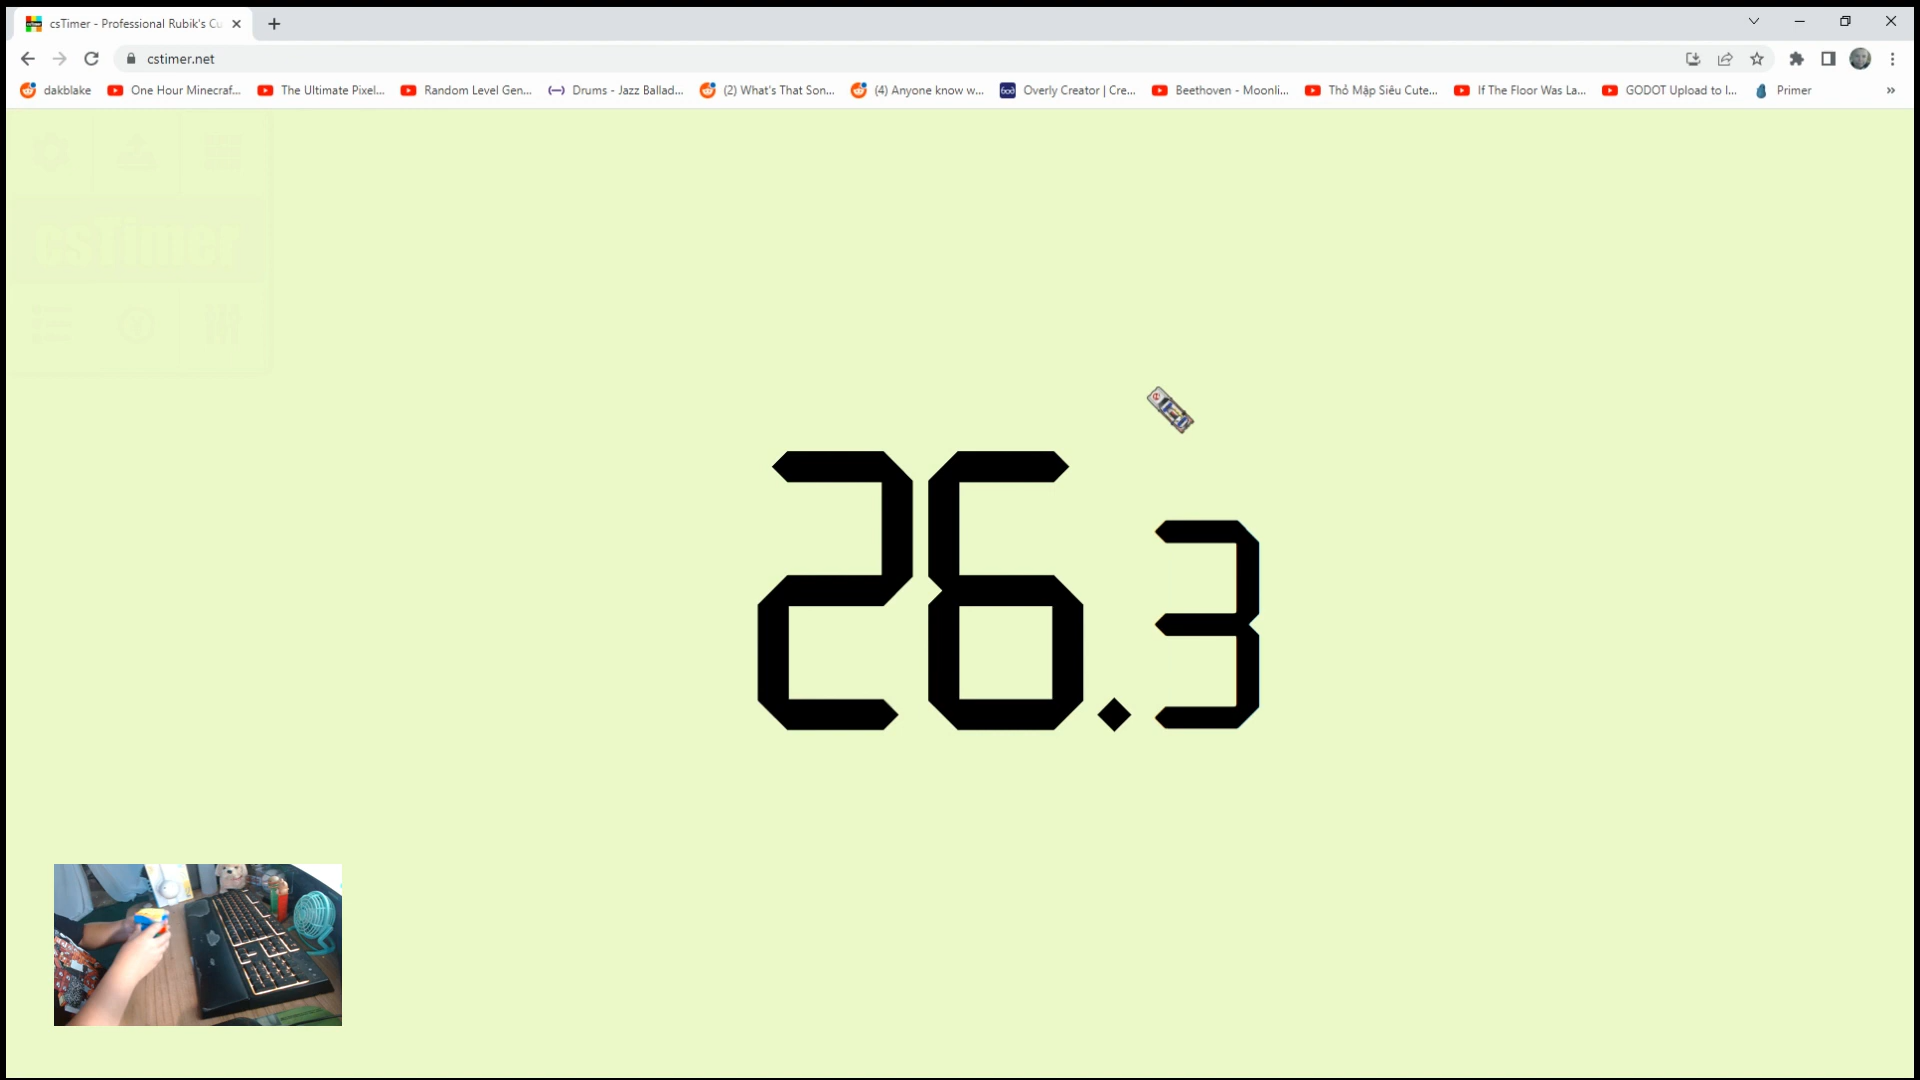 csTimer - Professional Rubik's Cu
cstimer.net
dakblake
One Hour Minecraf...
The Ultimate Pixel...
Random Level Gen...
Drums - Jazz Ballad...
(2) What's That Son...
(4) Anyone know w...
Overly Creator | Cre...
Beethoven - Moonli...
Thỏ Mập Siêu Cute...
If The Floor Was La...
GODOT Upload to I...
Primer
csTimer
26.3